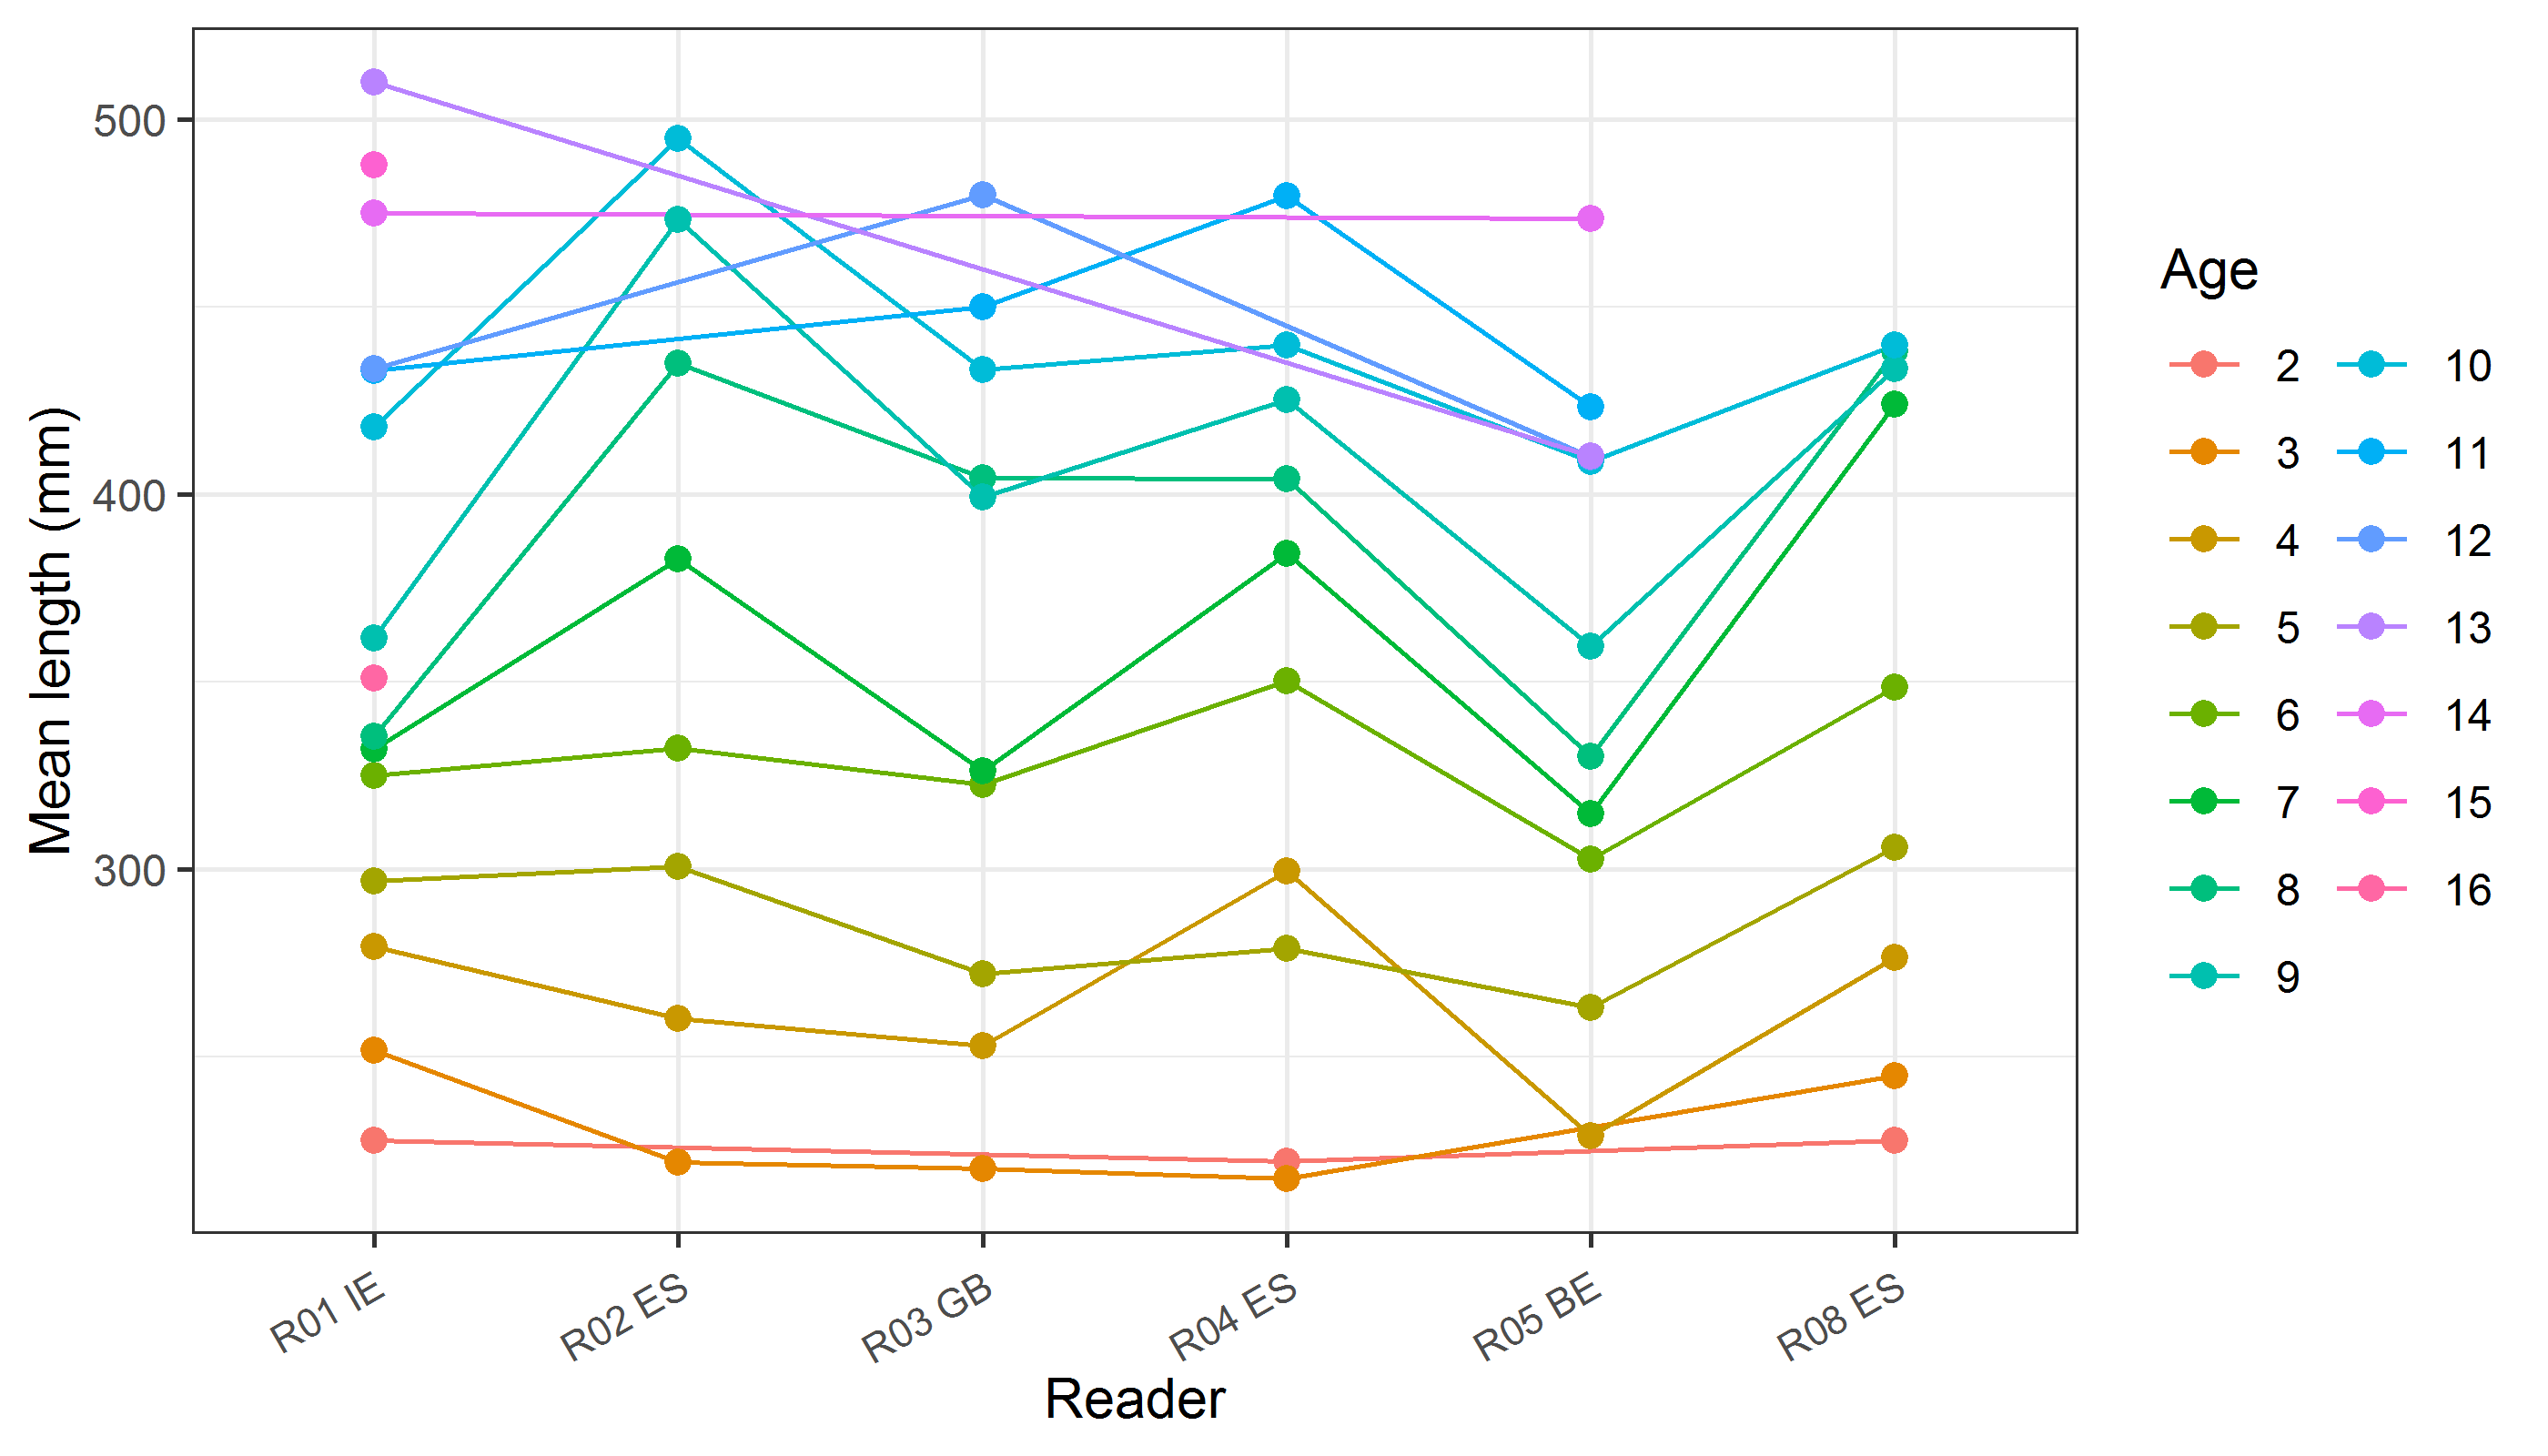 500
400
300
Mean length (mm)
R01 IE
R02 ES
R03 GB
R04 ES
R05 BE
R08 ES
Reader
Age
2 10
3 11
4 12
5 13
6 14
7 15
8 16
9